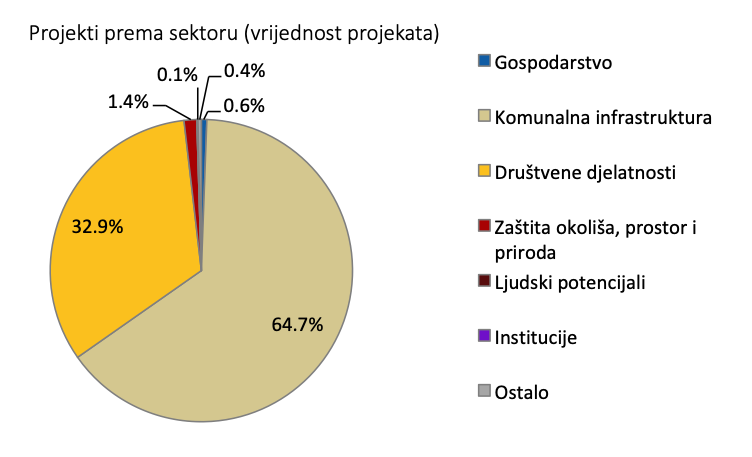 Projekti prema sektoru (vrijednost projekata)
0.1%
0.4%
1.4%
0.6%
32.9%
64.7%
Gospodarstvo
Komunalna infrastruktura
Društvene djelatnosti
Zaštita okoliša, prostor i
priroda
Ljudski potencijali
Institucije
Ostalo